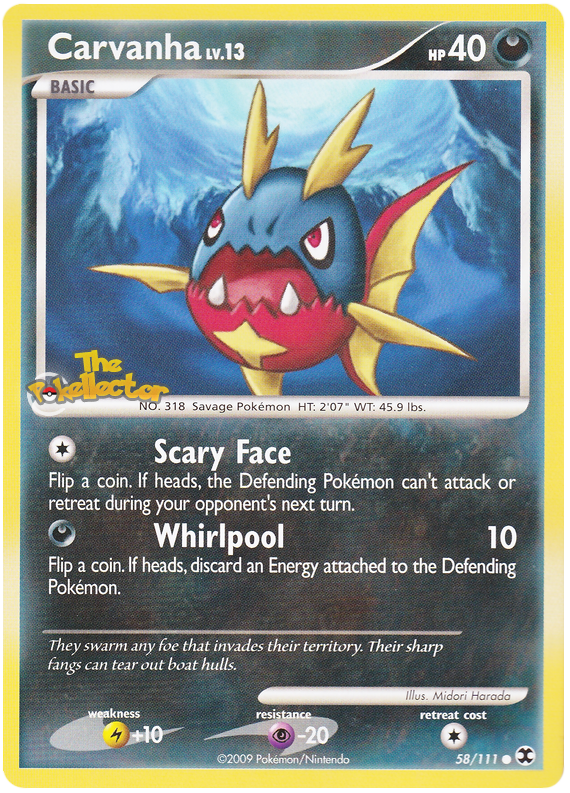 Carvanha LV.13 HP 40
BASIC
The
Pokellector
NO. 318 Savage Pokémon HT: 2'07" WT: 45.9 lbs.
Scary Face
Flip a coin. If heads, the Defending Pokémon can't attack or
retreat during your opponent's next turn.
Whirlpool 10
Flip a coin. If heads, discard an Energy attached to the Defending
Pokémon.
They swarm any foe that invades their territory. Their sharp
fangs can tear out boat hulls.
Illus. Midori Harada
weakness resistance retreat cost
+10 -20
©2009 Pokémon/Nintendo 58/111